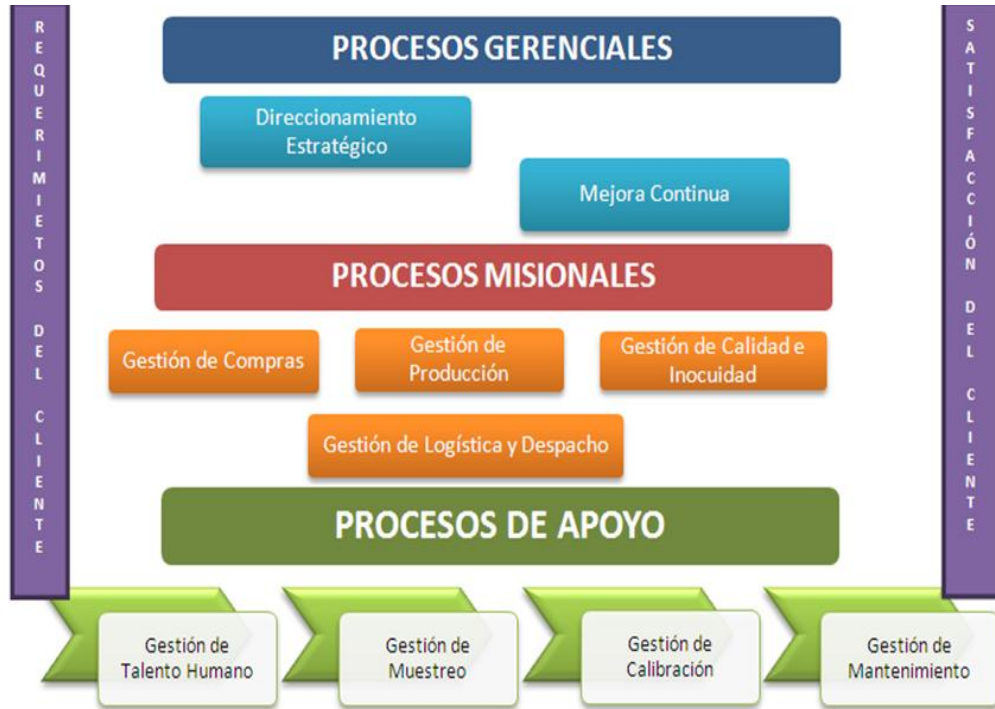 REQUERIMIETOS DEL CLIENTE
PROCESOS GERENCIALES
Direccionamiento
Estratégico
Mejora Continua
PROCESOS MISIONALES
Gestión de Compras
Gestión de
Producción
Gestión de Calidad e
Inocuidad
Gestión de Logística y Despacho
PROCESOS DE APOYO
Gestión de
Talento Humano
Gestión de
Muestreo
Gestión de
Calibración
Gestión de
Mantenimiento
SATISFACCIÓN DEL CLIENTE